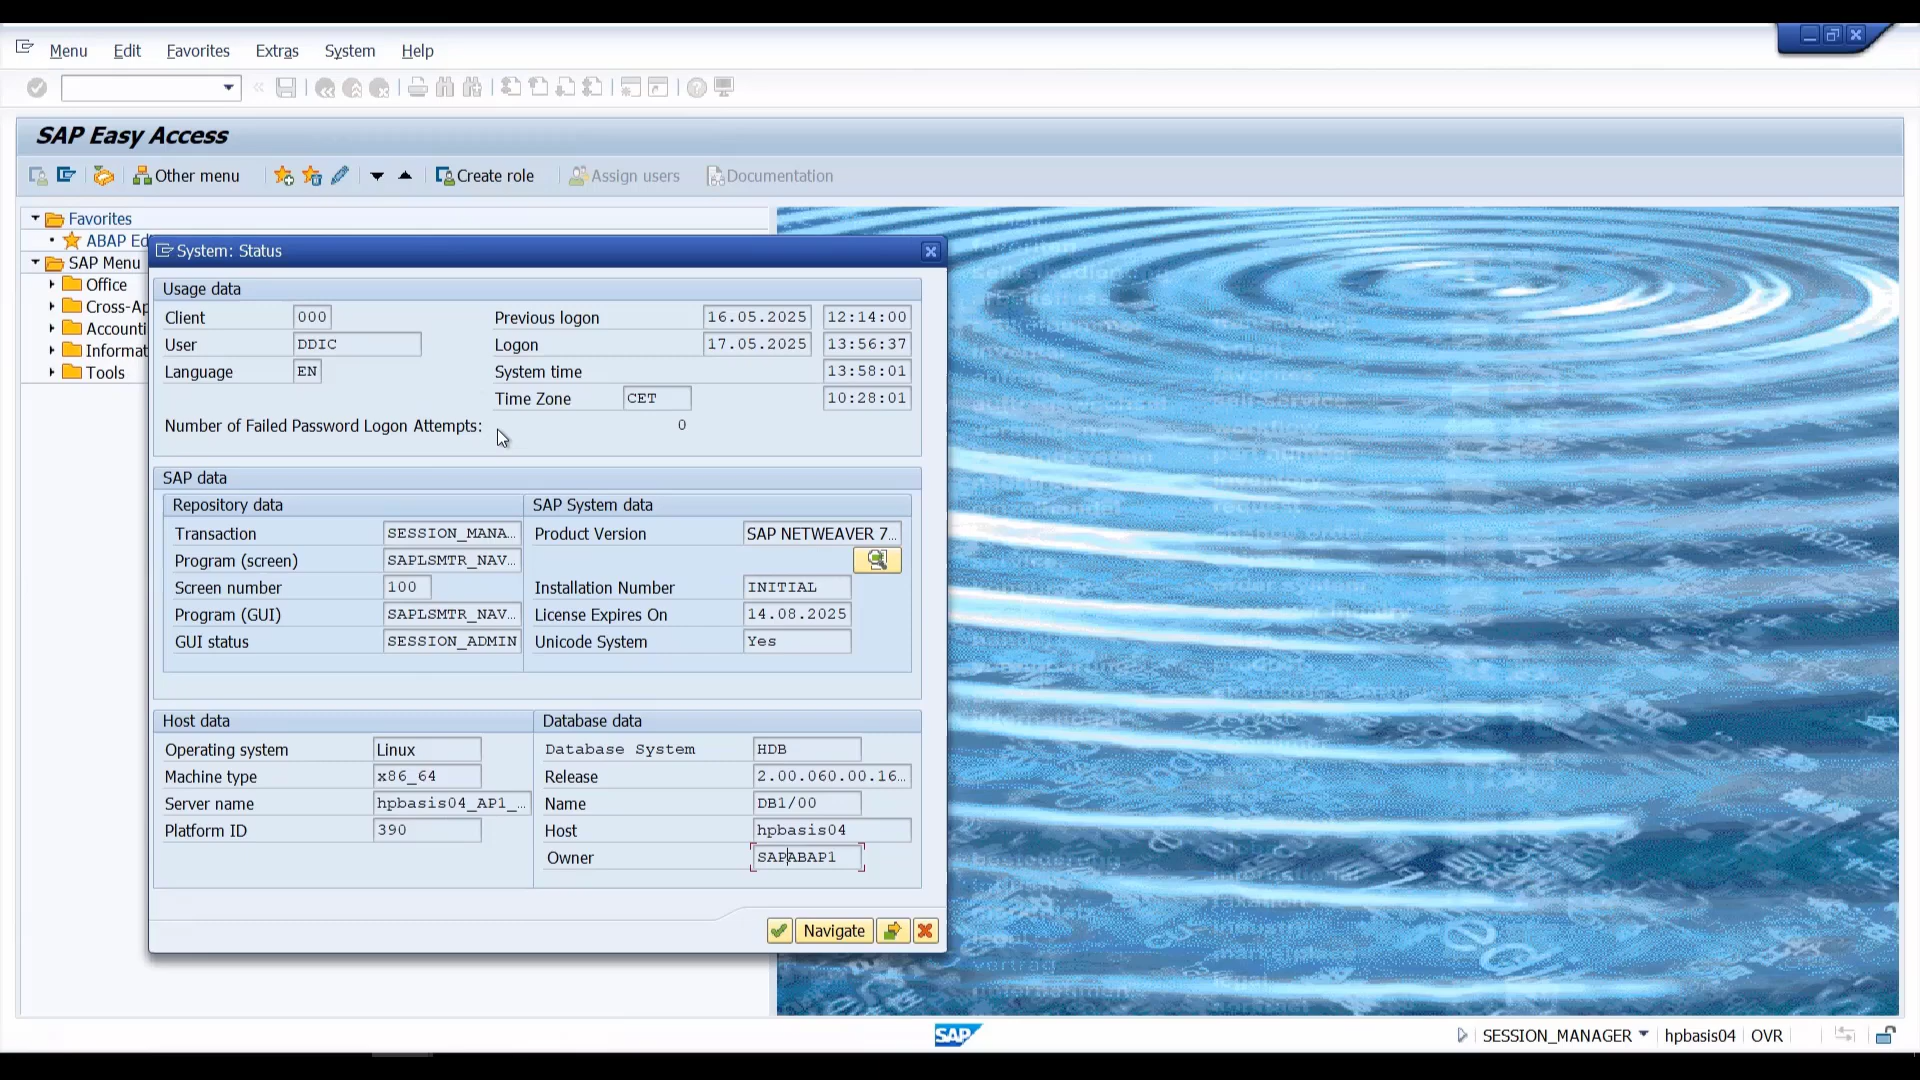 Menu Edit Favorites Extras System Help
SAP Easy Access
Other menu Create role Assign users Documentation
Favorites
ABAP Ed
SAP Menu
Office
Cross-Ap
Accounti
Informat
Tools
System: Status
Usage data
Client 000 Previous logon 16.05.2025 12:14:00
User DDIC Logon 17.05.2025 13:56:37
Language EN System time 13:58:01
Time Zone CET 10:28:01
Number of Failed Password Logon Attempts: 0
SAP data
Repository data SAP System data
Transaction SESSION_MANA... Product Version SAP NETWEAVER 7...
Program (screen) SAPLSMTR_NAV...
Screen number 100 Installation Number INITIAL
Program (GUI) SAPLSMTR_NAV... License Expires On 14.08.2025
GUI status SESSION_ADMIN Unicode System Yes
Host data Database data
Operating system Linux Database System HDB
Machine type x86_64 Release 2.00.060.00.16...
Server name hpbasis04_AP1_... Name DB1/00
Platform ID 390 Host hpbasis04
Owner SAPABAP1
Navigate
SAP SESSION_MANAGER hpbasis04 OVR